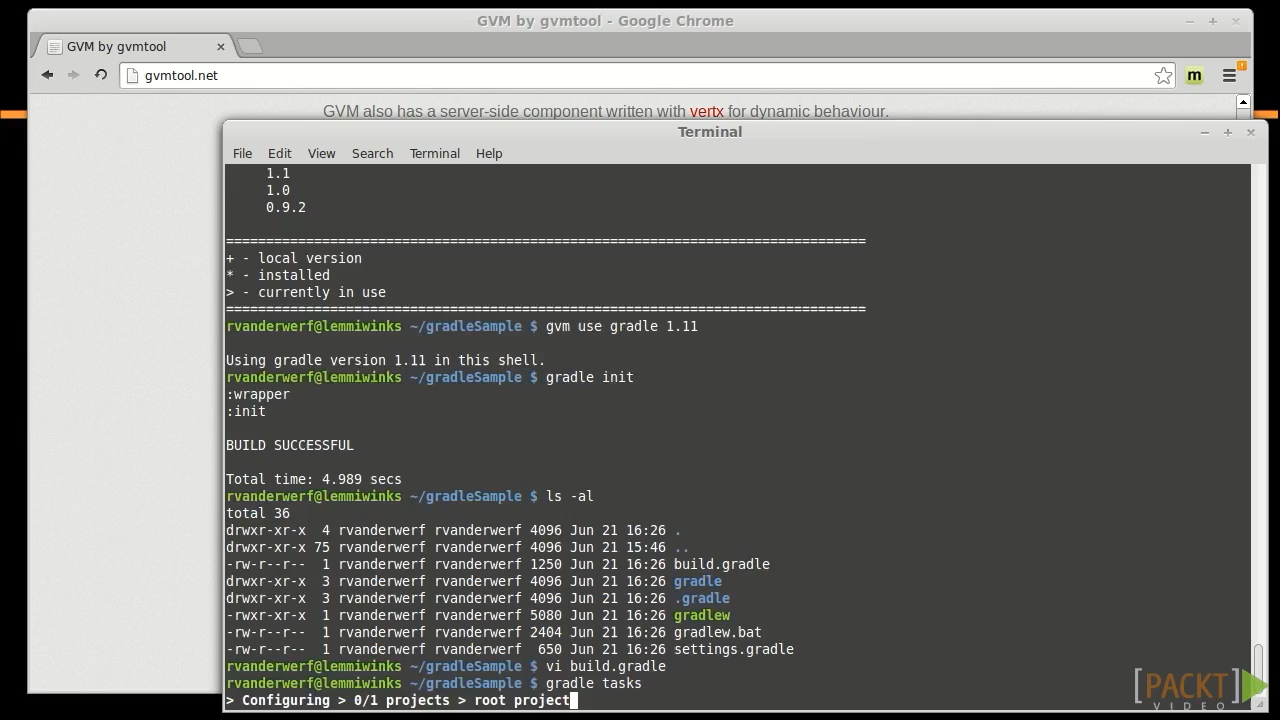 GVM by gvmtool - Google Chrome
GVM by gvmtool
gvmtool.net
m
GVM also has a server-side component written with vertx for dynamic behaviour.
Terminal
File Edit View Search Terminal Help
1.1
1.0
0.9.2
================================================================================
+ - local version
* - installed
> - currently in use
================================================================================
rvanderwerf@lemmiwinks ~/gradleSample $ gvm use gradle 1.11
Using gradle version 1.11 in this shell.
rvanderwerf@lemmiwinks ~/gradleSample $ gradle init
:wrapper
:init
BUILD SUCCESSFUL
Total time: 4.989 secs
rvanderwerf@lemmiwinks ~/gradleSample $ ls -al
total 36
drwxr-xr-x  4 rvanderwerf rvanderwerf 4096 Jun 21 16:26 .
drwxr-xr-x 75 rvanderwerf rvanderwerf 4096 Jun 21 15:46 ..
-rw-r--r--  1 rvanderwerf rvanderwerf 1250 Jun 21 16:26 build.gradle
drwxr-xr-x  3 rvanderwerf rvanderwerf 4096 Jun 21 16:26 gradle
drwxr-xr-x  3 rvanderwerf rvanderwerf 4096 Jun 21 16:26 .gradle
-rwxr-xr-x  1 rvanderwerf rvanderwerf 5080 Jun 21 16:26 gradlew
-rw-r--r--  1 rvanderwerf rvanderwerf 2404 Jun 21 16:26 gradlew.bat
-rw-r--r--  1 rvanderwerf rvanderwerf  650 Jun 21 16:26 settings.gradle
rvanderwerf@lemmiwinks ~/gradleSample $ vi build.gradle
rvanderwerf@lemmiwinks ~/gradleSample $ gradle tasks
> Configuring > 0/1 projects > root project
[PACKT]
VIDEO